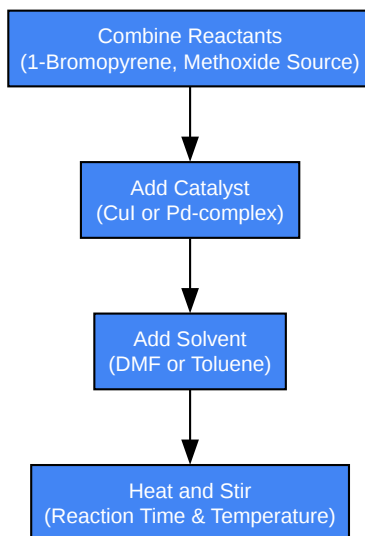 Combine Reactants
(1-Bromopyrene, Methoxide Source)
Add Catalyst
(CuI or Pd-complex)
Add Solvent
(DMF or Toluene)
Heat and Stir
(Reaction Time & Temperature)